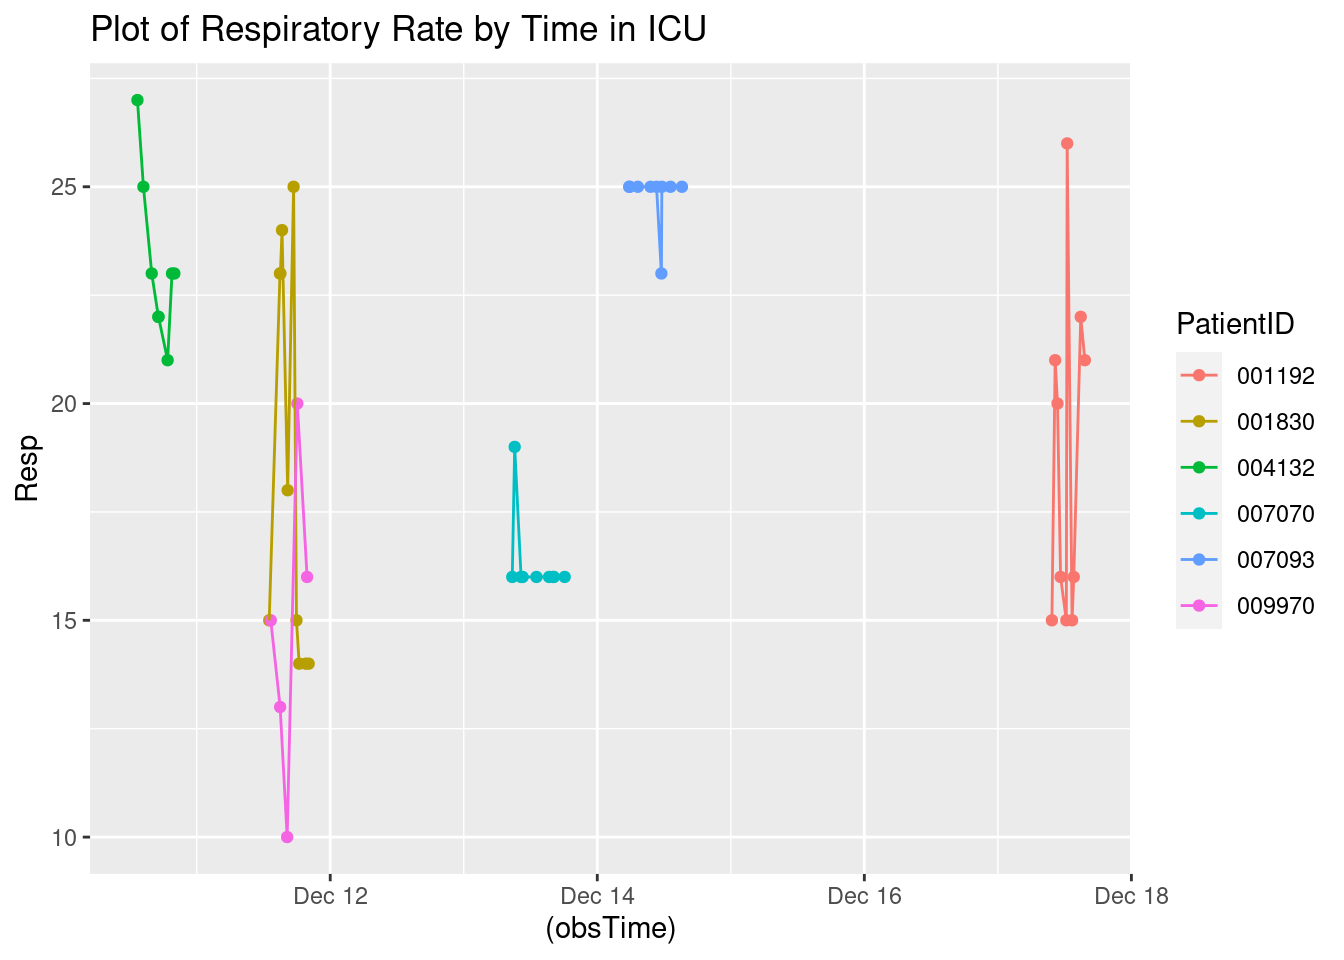 Plot of Respiratory Rate by Time in ICU
25
20
15
10
Resp
Dec 12
Dec 14
Dec 16
Dec 18
(obsTime)
PatientID
001192
001830
004132
007070
007093
009970